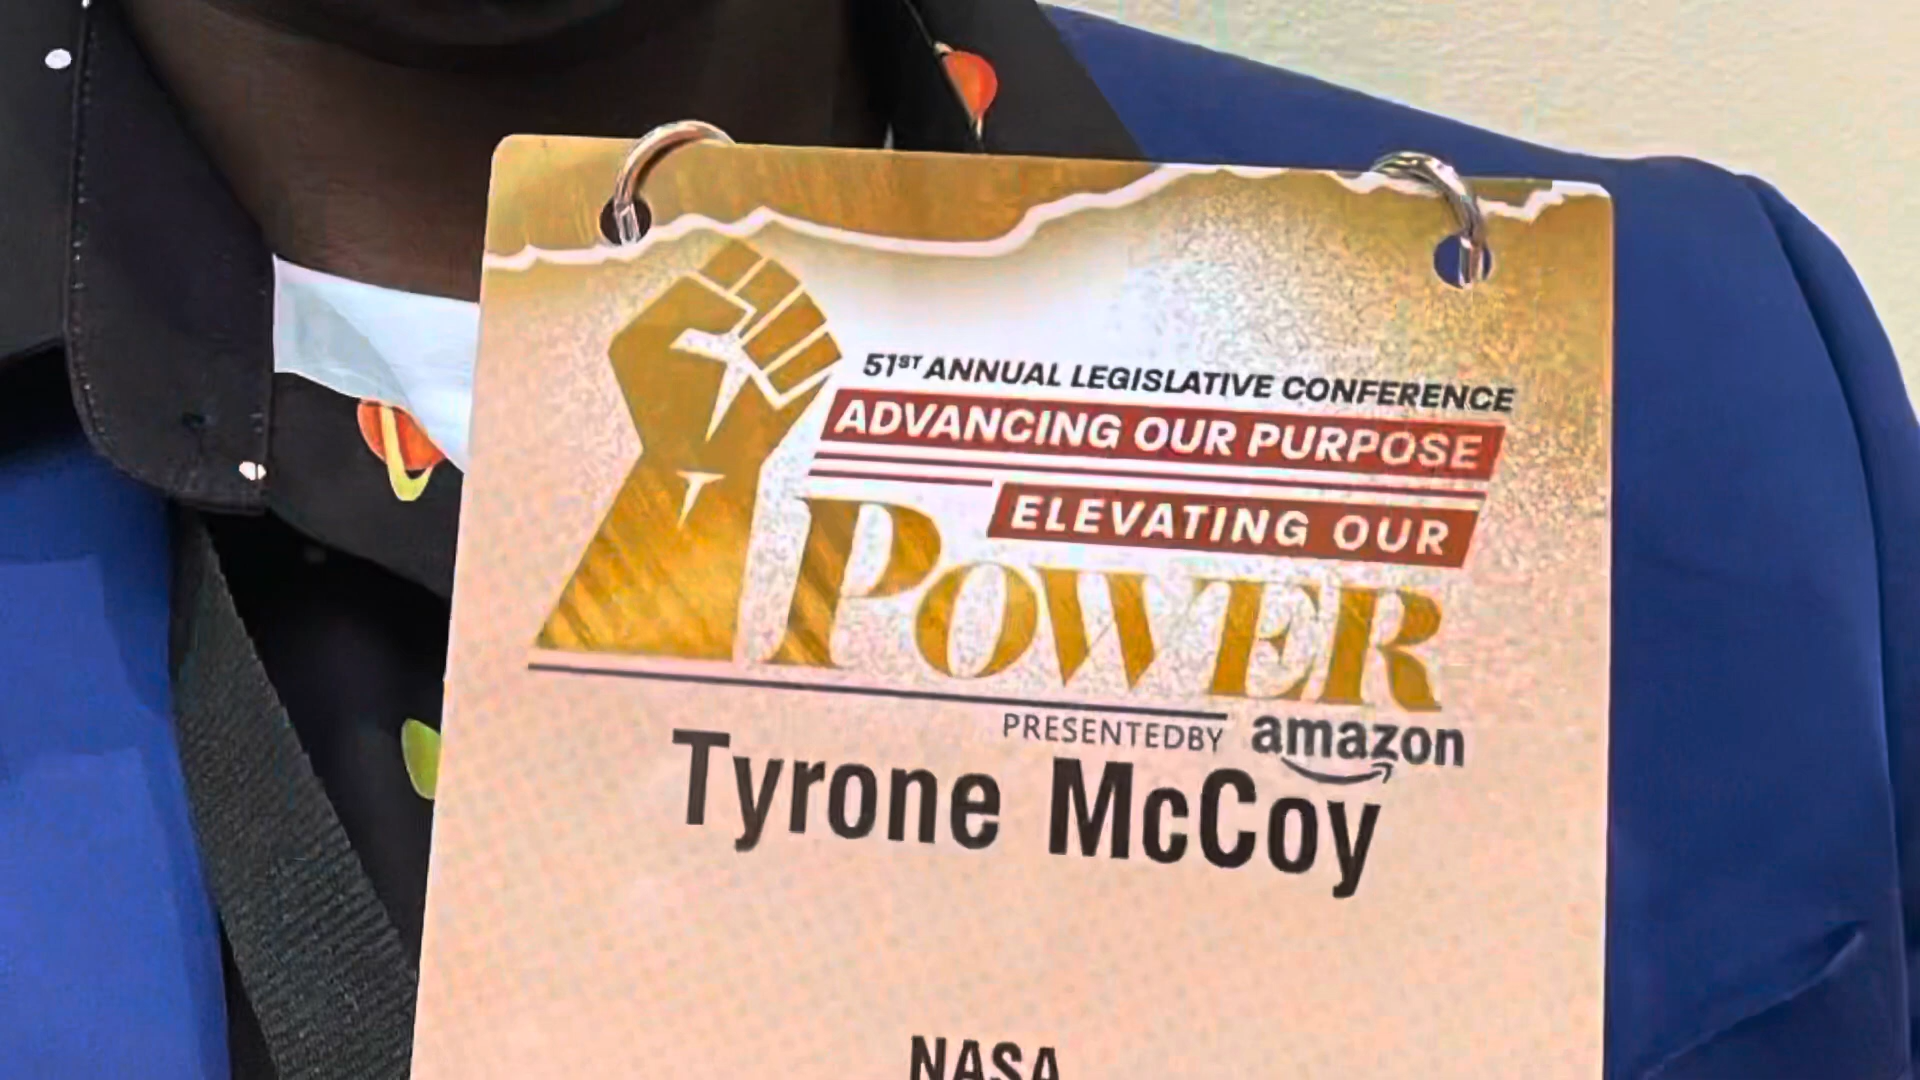 51ST ANNUAL LEGISLATIVE CONFERENCE
ADVANCING OUR PURPOSE
ELEVATING OUR
POWER
PRESENTEDBY amazon
Tyrone McCoy
NASA